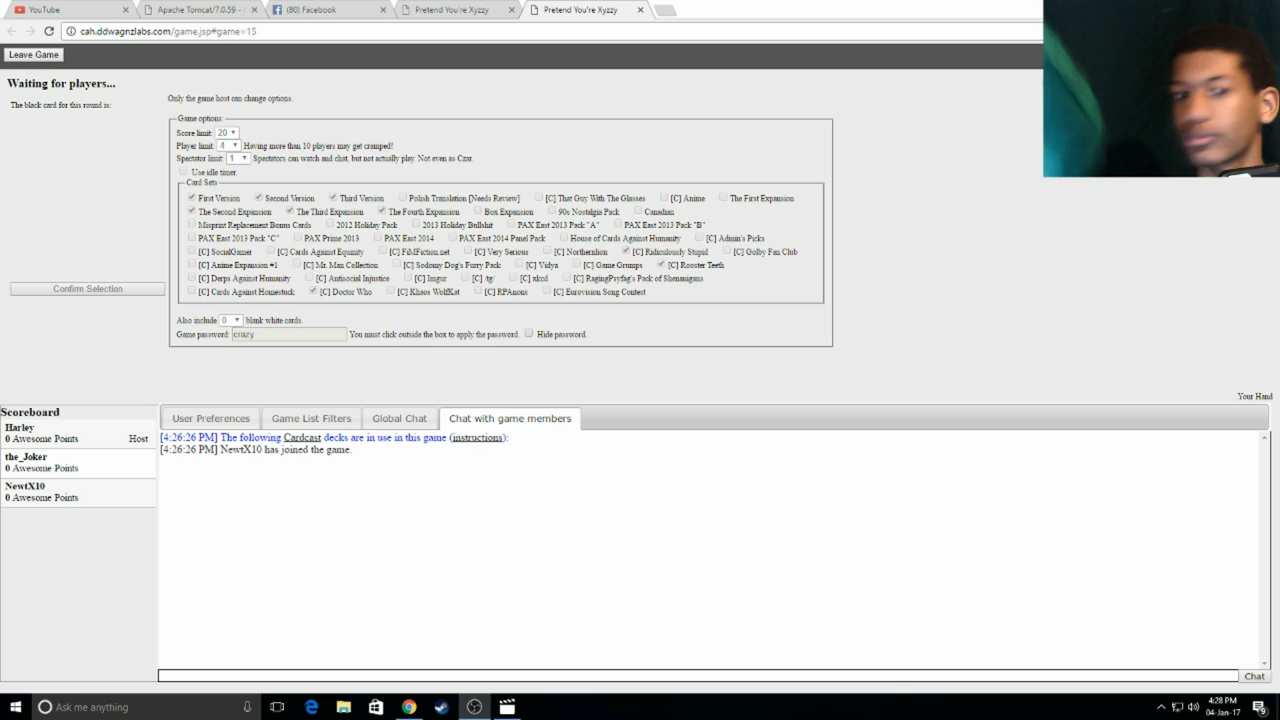 YouTube
Apache Tomcat/7.0.59 -
(80) Facebook
Pretend You're Xyzzy
Pretend You're Xyzzy
cah.ddwagnzlabs.com/game.jsp#game=15
Leave Game
Waiting for players...
The black card for this round is:
Only the game host can change options.
Game options:
Score limit: 20
Player limit: 4 Having more than 10 players may get cramped!
Spectator limit: 1 Spectators can watch and chat, but not actually play. Not even as Czar.
Use idle timer.
Card Sets
First Version Second Version Third Version Polish Translation [Needs Review] [C] That Guy With The Glasses [C] Anime The First Expansion
The Second Expansion The Third Expansion The Fourth Expansion Box Expansion 90s Nostalgia Pack Canadian
Misprint Replacement Bonus Cards 2012 Holiday Pack 2013 Holiday Bullshit PAX East 2013 Pack "A" PAX East 2013 Pack "B"
PAX East 2013 Pack "C" PAX Prime 2013 PAX East 2014 PAX East 2014 Panel Pack House of Cards Against Humanity [C] Admin's Picks
[C] SocialGamer [C] Cards Against Equinity [C] FiMFiction.net [C] Very Serious [C] Northernlion [C] Ridiculously Stupid [C] Golby Fan Club
[C] Anime Expansion #1 [C] Mr. Man Collection [C] Sodomy Dog's Furry Pack [C] Vidya [C] Game Grumps [C] Rooster Teeth
[C] Derps Against Humanity [C] Antisocial Injustice [C] Imgur [C] /tg/ [C] xkcd [C] RagingPsyfag's Pack of Shenanigans
[C] Cards Against Homestuck [C] Doctor Who [C] Khaos WolfKat [C] RPAnons [C] Eurovision Song Contest
Confirm Selection
Also include 0 blank white cards.
Game password: crazy You must click outside the box to apply the password. Hide password.
Your Hand
Scoreboard
Harley
0 Awesome Points Host
the_Joker
0 Awesome Points
NewtX10
0 Awesome Points
User Preferences
Game List Filters
Global Chat
Chat with game members
[4:26:26 PM] The following Cardcast decks are in use in this game (instructions):
[4:26:26 PM] NewtX10 has joined the game.
Chat
Ask me anything
4:28 PM
04-Jan-17